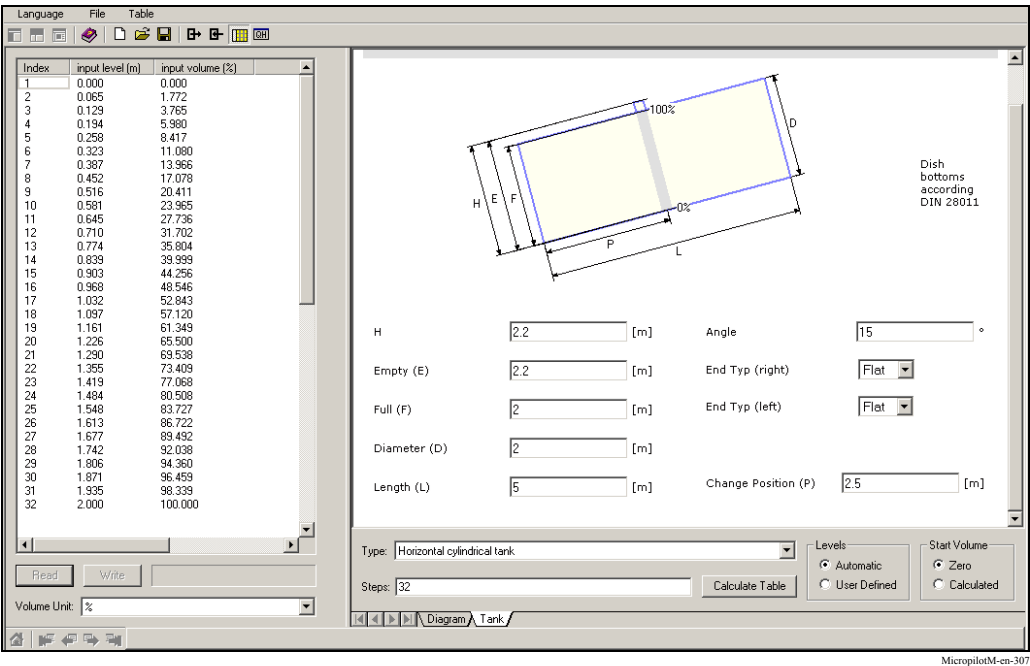 Language File Table
QH
Index input level (m) input volume (%)
1 0.000 0.000
2 0.065 1.772
3 0.129 3.765
4 0.194 5.980
5 0.258 8.417
6 0.323 11.080
7 0.387 13.966
8 0.452 17.078
9 0.516 20.411
10 0.581 23.965
11 0.645 27.736
12 0.710 31.702
13 0.774 35.804
14 0.839 39.999
15 0.903 44.256
16 0.968 48.546
17 1.032 52.843
18 1.097 57.120
19 1.161 61.349
20 1.226 65.500
21 1.290 69.538
22 1.355 73.409
23 1.419 77.068
24 1.484 80.508
25 1.548 83.727
26 1.613 86.722
27 1.677 89.492
28 1.742 92.038
29 1.806 94.360
30 1.871 96.459
31 1.935 98.339
32 2.000 100.000
Read Write
Volume Unit: %
100%
D
H E F
0%
P
L
Dish
bottoms
according
DIN 28011
H 2.2 [m] Angle 15 °
Empty (E) 2.2 [m] End Typ (right) Flat
Full (F) 2 [m] End Typ (left) Flat
Diameter (D) 2 [m]
Length (L) 5 [m] Change Position (P) 2.5 [m]
Type: Horizontal cylindrical tank
Steps: 32 Calculate Table
Levels
Automatic
User Defined
Start Volume
Zero
Calculated
Diagram Tank
MicropilotM-en-307